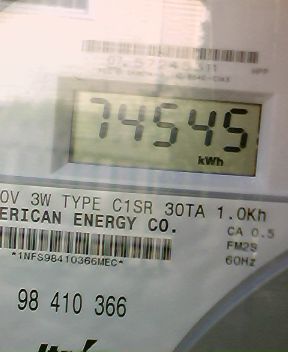 74545
kWh
0V 3W TYPE C1SR 30TA 1.0Kh
ERICAN ENERGY CO.
CA 0.5
FM2S
60Hz
*1NFS98410366MEC*
98 410 366